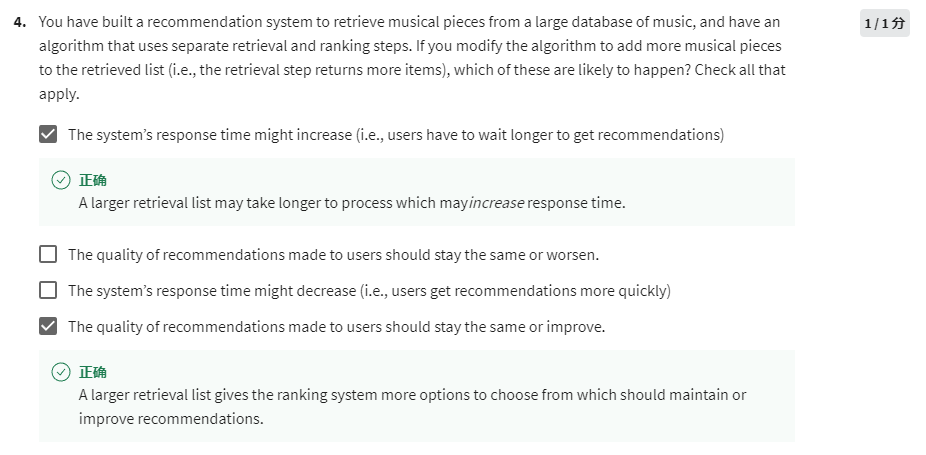 4. You have built a recommendation system to retrieve musical pieces from a large database of music, and have an
1 / 1 分
algorithm that uses separate retrieval and ranking steps. If you modify the algorithm to add more musical pieces
to the retrieved list (i.e., the retrieval step returns more items), which of these are likely to happen? Check all that
apply.
The system's response time might increase (i.e., users have to wait longer to get recommendations)
正确
A larger retrieval list may take longer to process which may increase response time.
The quality of recommendations made to users should stay the same or worsen.
The system's response time might decrease (i.e., users get recommendations more quickly)
The quality of recommendations made to users should stay the same or improve.
正确
A larger retrieval list gives the ranking system more options to choose from which should maintain or
improve recommendations.